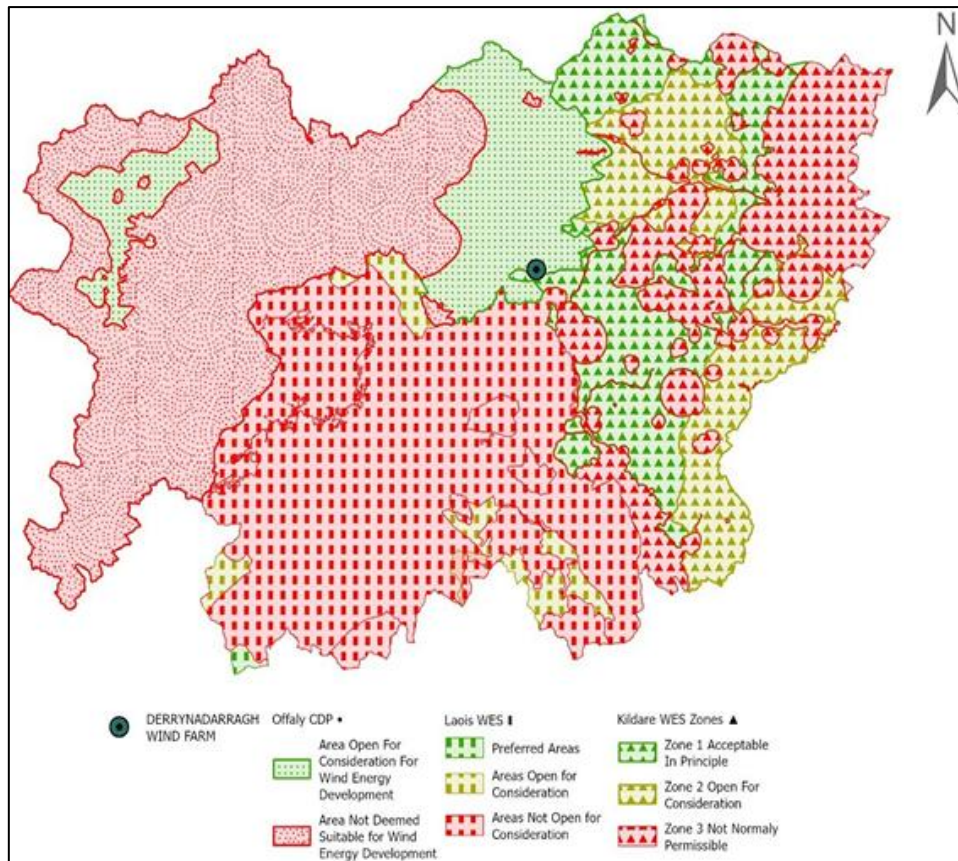 N
DERRYNADARRAGH
WIND FARM
Offaly CDP •
Area Open For
Consideration For
Wind Energy
Development
Area Not Deemed
Suitable for Wind
Energy Development
Laois WES ▮
Preferred Areas
Areas Open for
Consideration
Areas Not Open for
Consideration
Kildare WES Zones ▲
Zone 1 Acceptable
In Principle
Zone 2 Open For
Consideration
Zone 3 Not Normaly
Permissible